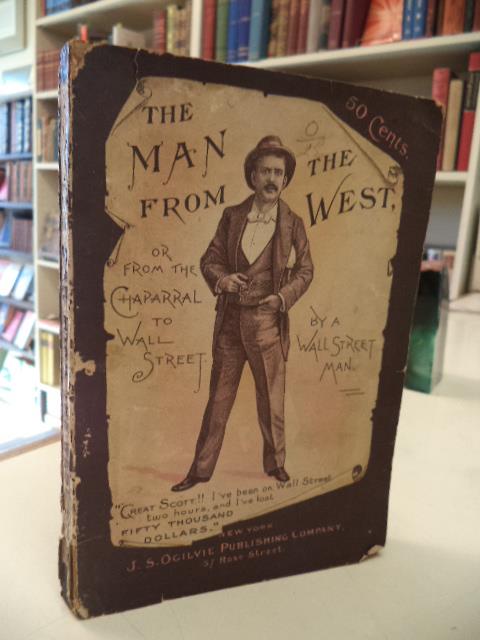 50 Cents.
THE
MAN
FROM
THE
WEST,
OR
FROM THE
CHAPARRAL
TO
WALL
STREET.
BY A
WALL STREET
MAN.
"GREAT SCOTT!! I've been on Wall Street
two hours, and I've lost
FIFTY THOUSAND
DOLLARS."
NEW YORK
J. S. OGILVIE PUBLISHING COMPANY,
57 Rose Street.